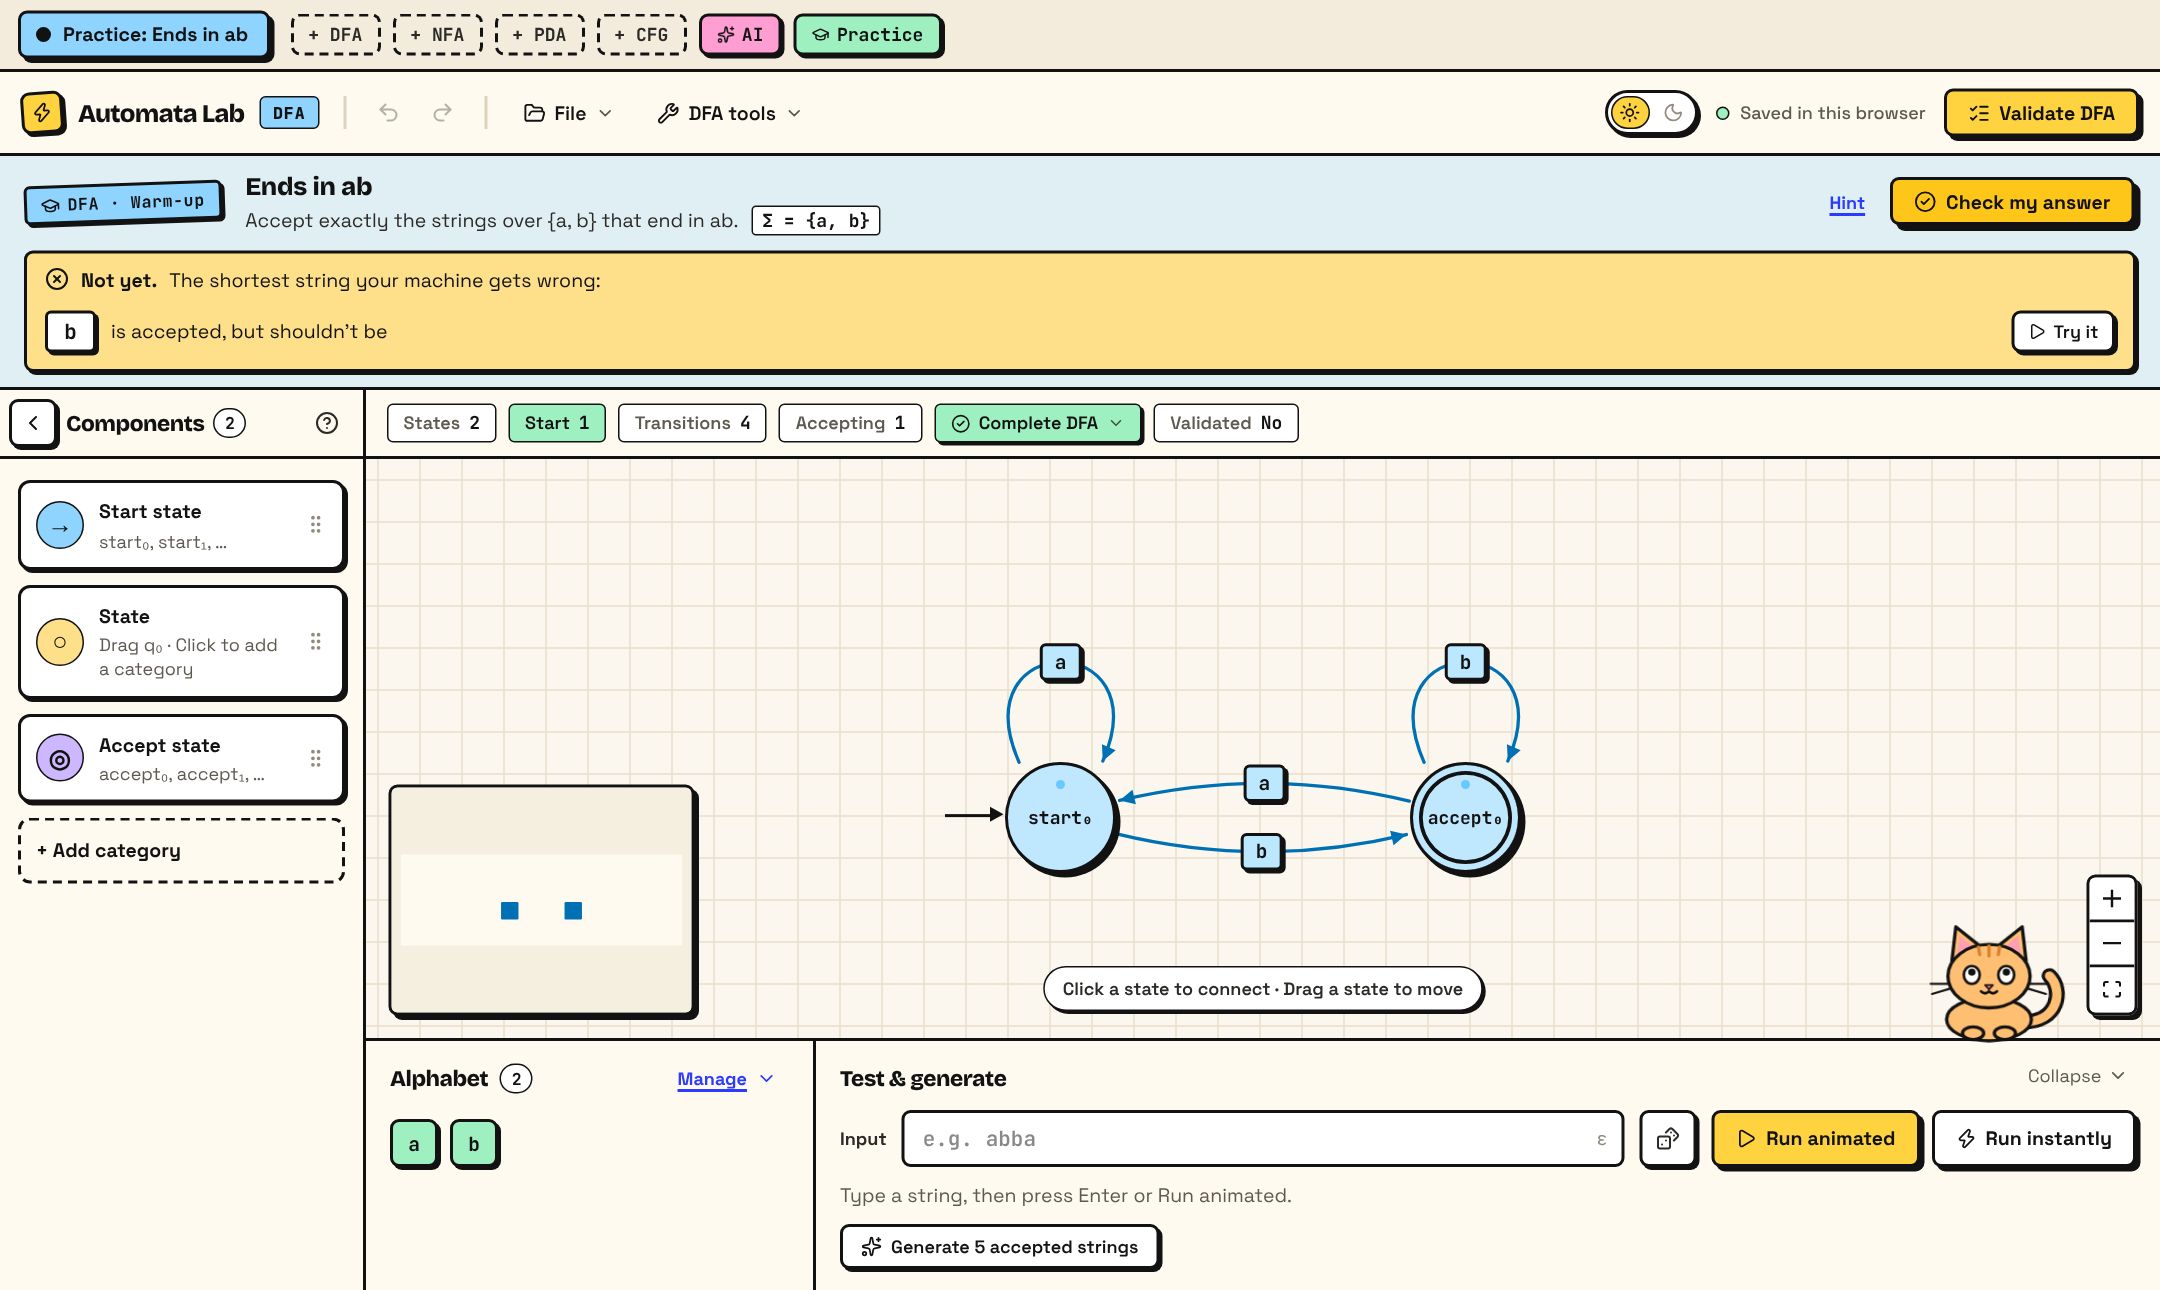 Practice: Ends in ab
+ DFA
+ NFA
+ PDA
+ CFG
AI
Practice
Automata Lab
DFA
File
DFA tools
Saved in this browser
Validate DFA
DFA · Warm-up
Ends in ab
Accept exactly the strings over {a, b} that end in ab.
Σ = {a, b}
Hint
Check my answer
Not yet. The shortest string your machine gets wrong:
b is accepted, but shouldn't be
Try it
Components 2
States 2
Start 1
Transitions 4
Accepting 1
Complete DFA
Validated No
Start state
start₀, start₁, …
State
Drag q₀ · Click to add
a category
Accept state
accept₀, accept₁, …
+ Add category
a
b
a
start₀
accept₀
b
Click a state to connect · Drag a state to move
Alphabet 2
Manage
a
b
Test & generate
Collapse
Input
e.g. abba
ε
Run animated
Run instantly
Type a string, then press Enter or Run animated.
Generate 5 accepted strings